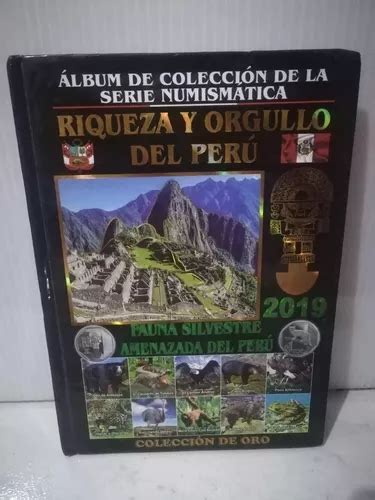 ÁLBUM DE COLECCIÓN DE LA
SERIE NUMISMÁTICA
RIQUEZA Y ORGULLO
DEL PERÚ
2019
FAUNA SILVESTRE
AMENAZADA DEL PERÚ
COLECCIÓN DE ORO